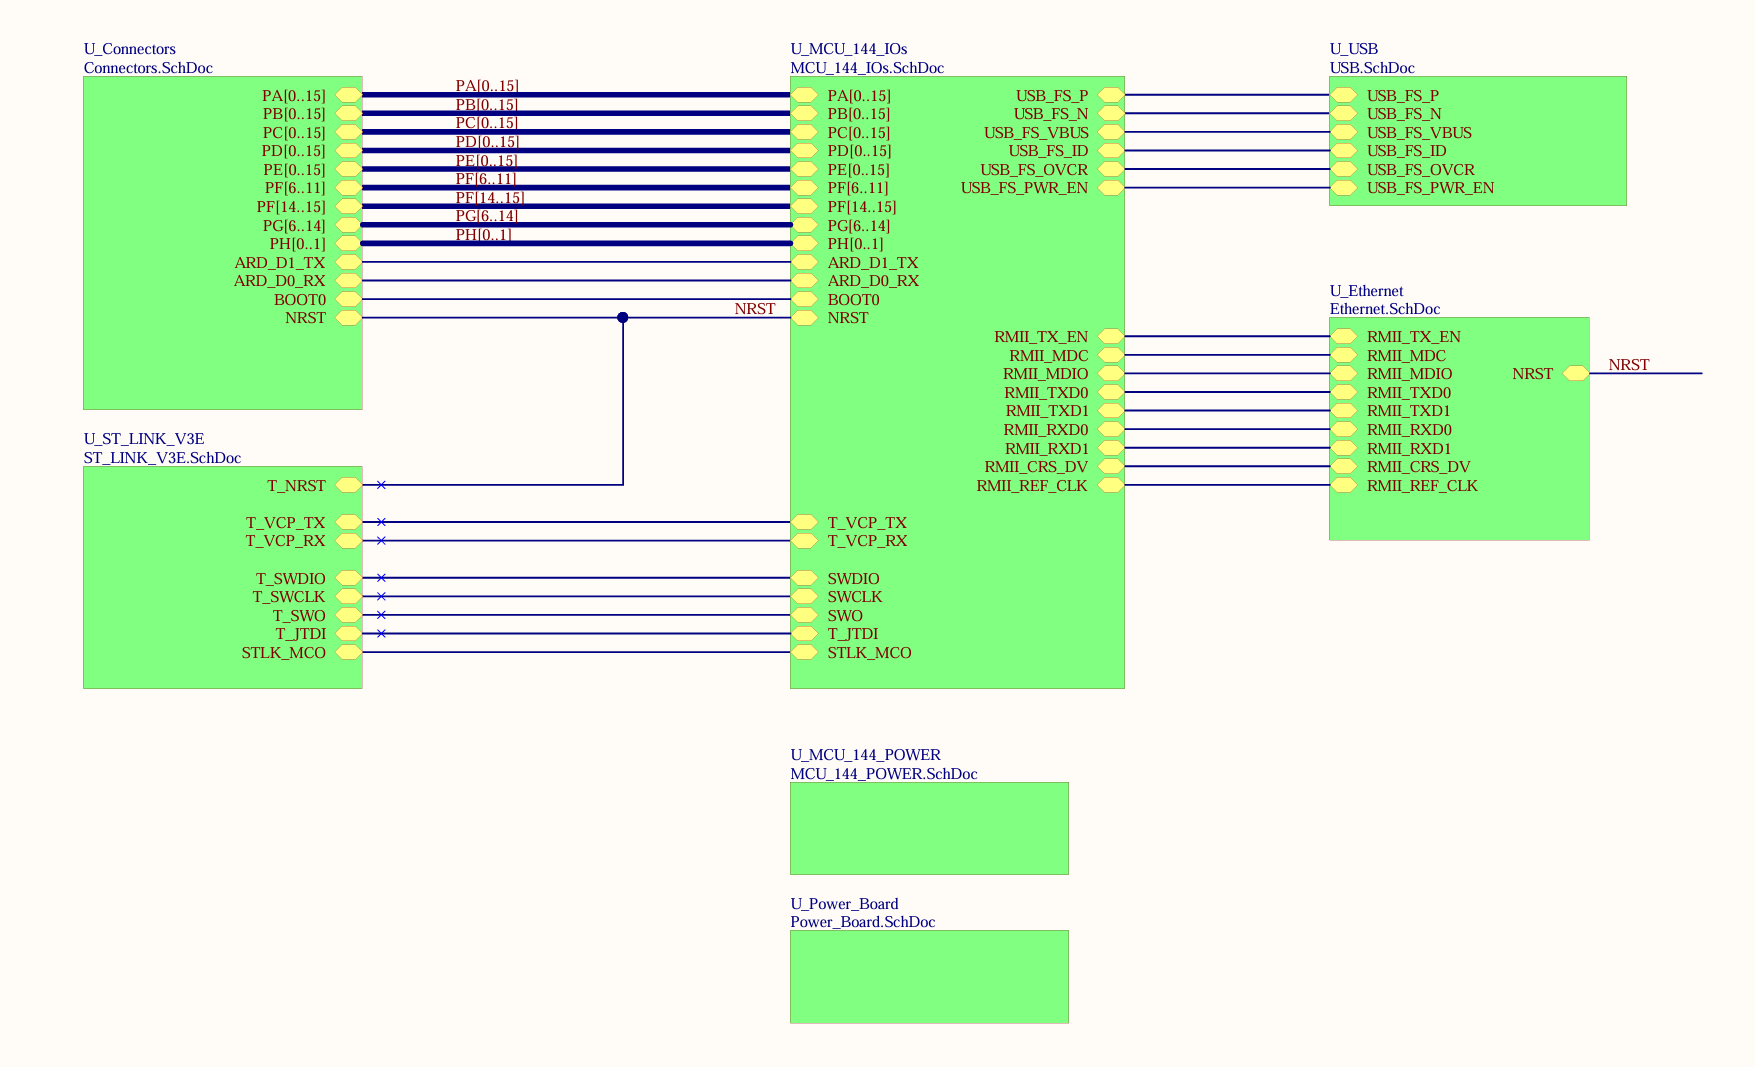 U_Connectors
Connectors.SchDoc
PA[0..15]
PB[0..15]
PC[0..15]
PD[0..15]
PE[0..15]
PF[6..11]
PF[14..15]
PG[6..14]
PH[0..1]
ARD_D1_TX
ARD_D0_RX
BOOT0
NRST
PA[0..15]
PB[0..15]
PC[0..15]
PD[0..15]
PE[0..15]
PF[6..11]
PF[14..15]
PG[6..14]
PH[0..1]
NRST
U_ST_LINK_V3E
ST_LINK_V3E.SchDoc
T_NRST
T_VCP_TX
T_VCP_RX
T_SWDIO
T_SWCLK
T_SWO
T_JTDI
STLK_MCO
U_MCU_144_IOs
MCU_144_IOs.SchDoc
PA[0..15]
PB[0..15]
PC[0..15]
PD[0..15]
PE[0..15]
PF[6..11]
PF[14..15]
PG[6..14]
PH[0..1]
ARD_D1_TX
ARD_D0_RX
BOOT0
NRST
T_VCP_TX
T_VCP_RX
SWDIO
SWCLK
SWO
T_JTDI
STLK_MCO
USB_FS_P
USB_FS_N
USB_FS_VBUS
USB_FS_ID
USB_FS_OVCR
USB_FS_PWR_EN
RMII_TX_EN
RMII_MDC
RMII_MDIO
RMII_TXD0
RMII_TXD1
RMII_RXD0
RMII_RXD1
RMII_CRS_DV
RMII_REF_CLK
U_USB
USB.SchDoc
USB_FS_P
USB_FS_N
USB_FS_VBUS
USB_FS_ID
USB_FS_OVCR
USB_FS_PWR_EN
U_Ethernet
Ethernet.SchDoc
RMII_TX_EN
RMII_MDC
RMII_MDIO
RMII_TXD0
RMII_TXD1
RMII_RXD0
RMII_RXD1
RMII_CRS_DV
RMII_REF_CLK
NRST
NRST
U_MCU_144_POWER
MCU_144_POWER.SchDoc
U_Power_Board
Power_Board.SchDoc